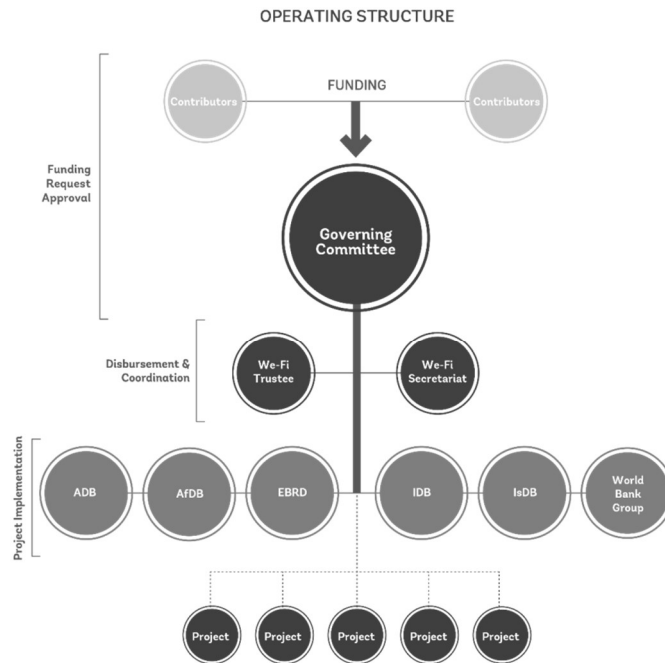 OPERATING STRUCTURE
FUNDING
Contributors
Contributors
Funding
Request
Approval
Governing
Committee
Disbursement &
Coordination
We-Fi
Trustee
We-Fi
Secretariat
Project Implementation
ADB
AfDB
EBRD
IDB
IsDB
World
Bank
Group
Project
Project
Project
Project
Project